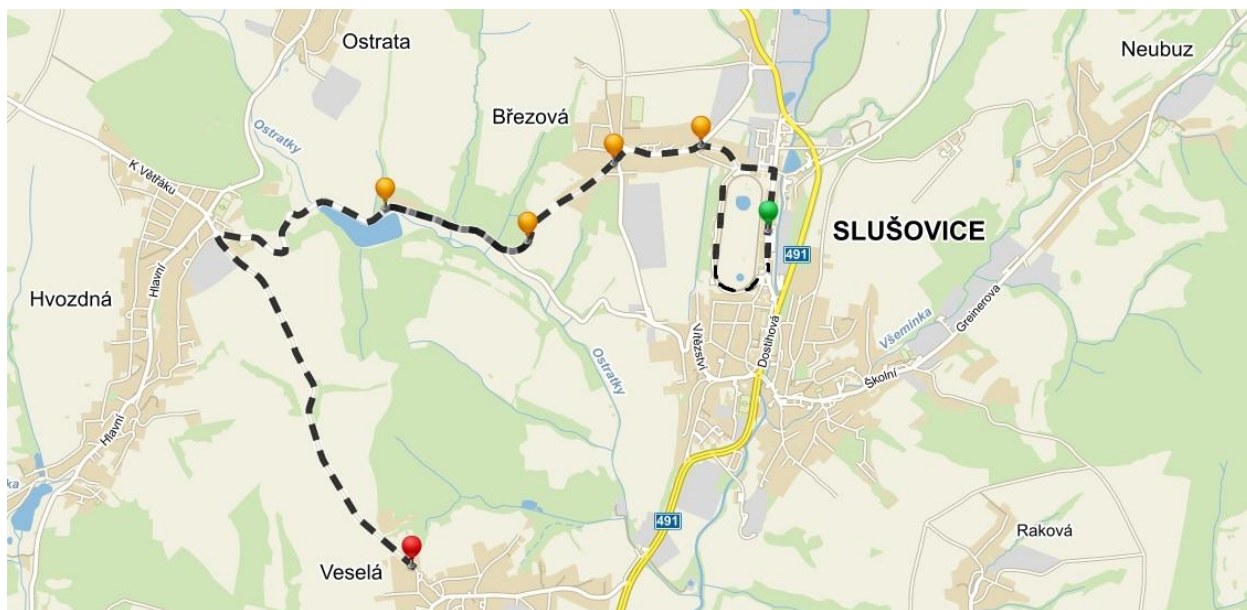 Ostrata
Neubuz
Březová
Ostratky
K Větřáku
SLUŠOVICE
491
Hlavní
Hvozdná
Všeminka
Greinerova
Vítězství
Dostihová
Ostratky
Školní
Hlavní
ka
491
Raková
Veselá